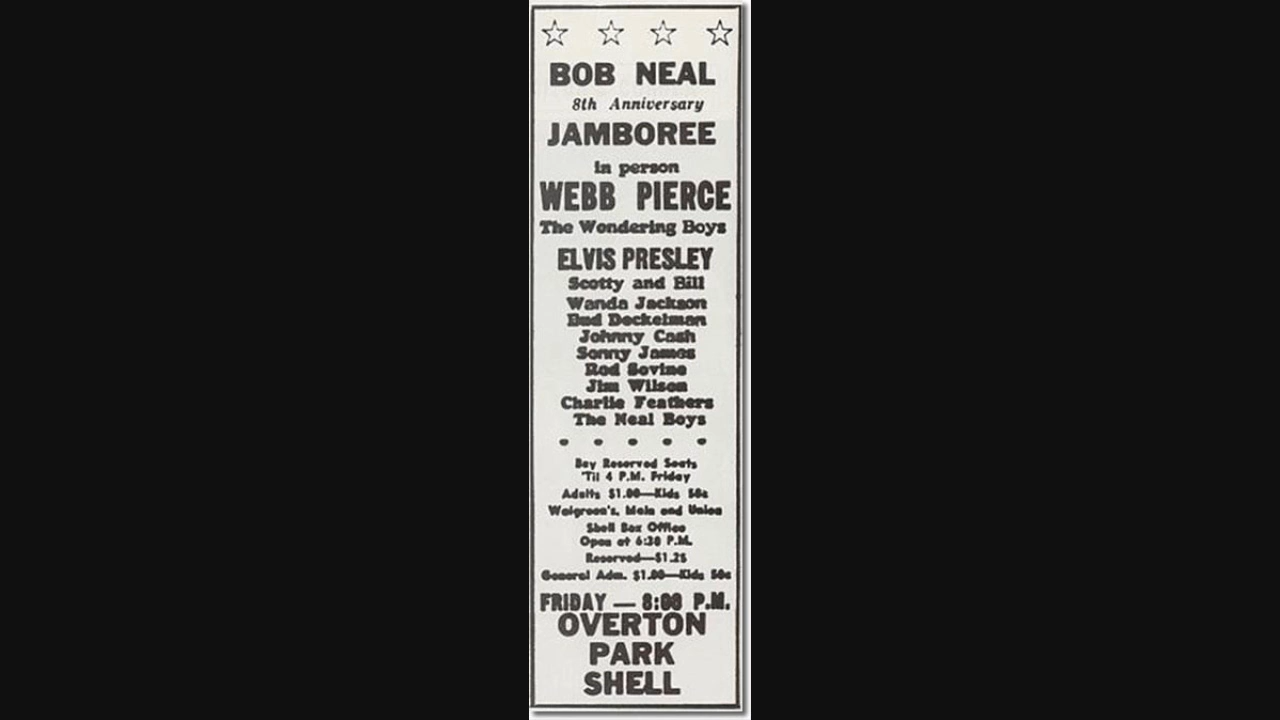 BOB NEAL
8th Anniversary
JAMBOREE
in person
WEBB PIERCE
The Wondering Boys
ELVIS PRESLEY
Scotty and Bill
Wanda Jackson
Bud Deckelman
Johnny Cash
Sonny James
Red Sovine
Jim Wilson
Charlie Feathers
The Neal Boys
Buy Reserved Seats
'Til 4 P.M. Friday
Adults $1.00—Kids 50c
Walgreen's, Main and Union
Shell Box Office
Open at 6:30 P.M.
Reserved—$1.25
General Adm. $1.00—Kids 50c
FRIDAY — 8:00 P.M.
OVERTON
PARK
SHELL